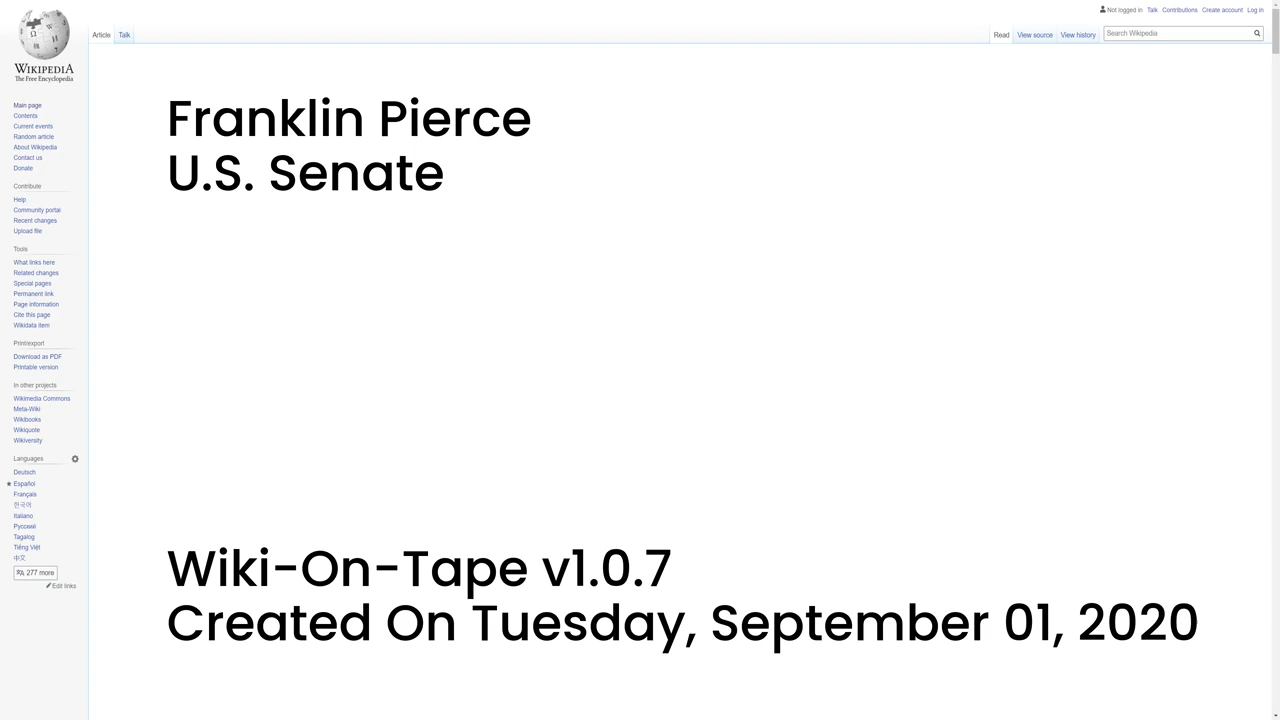 Not logged in Talk Contributions Create account Log in
Article Talk Read View source View history Search Wikipedia
WIKIPEDIA
The Free Encyclopedia
Main page
Contents
Current events
Random article
About Wikipedia
Contact us
Donate
Contribute
Help
Community portal
Recent changes
Upload file
Tools
What links here
Related changes
Special pages
Permanent link
Page information
Cite this page
Wikidata item
Print/export
Download as PDF
Printable version
In other projects
Wikimedia Commons
Meta-Wiki
Wikibooks
Wikiquote
Wikiversity
Languages
Deutsch
Español
Français
한국어
Italiano
Русский
Tagalog
Tiếng Việt
中文
277 more
Edit links
Franklin Pierce
U.S. Senate
Wiki-On-Tape v1.0.7
Created On Tuesday, September 01, 2020